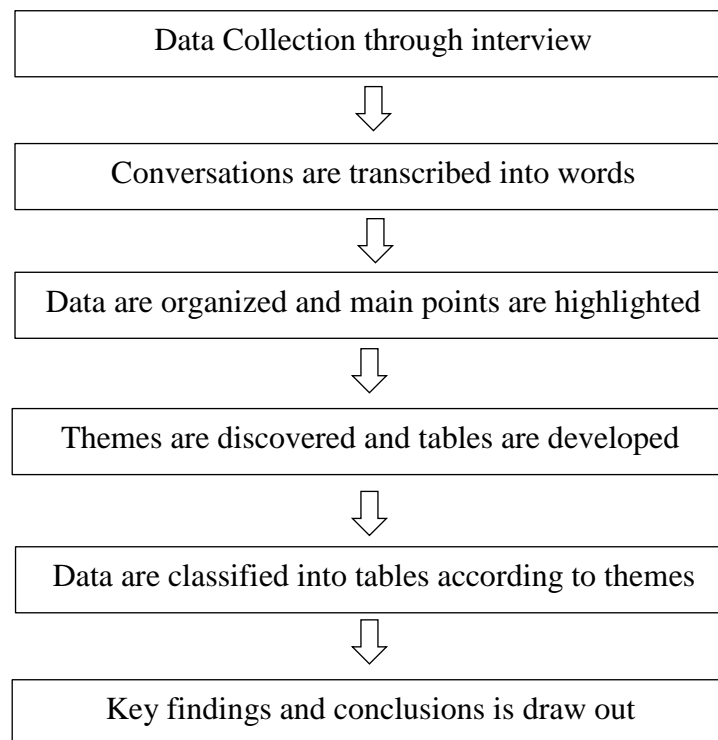 Data Collection through interview
Conversations are transcribed into words
Data are organized and main points are highlighted
Themes are discovered and tables are developed
Data are classified into tables according to themes
Key findings and conclusions is draw out